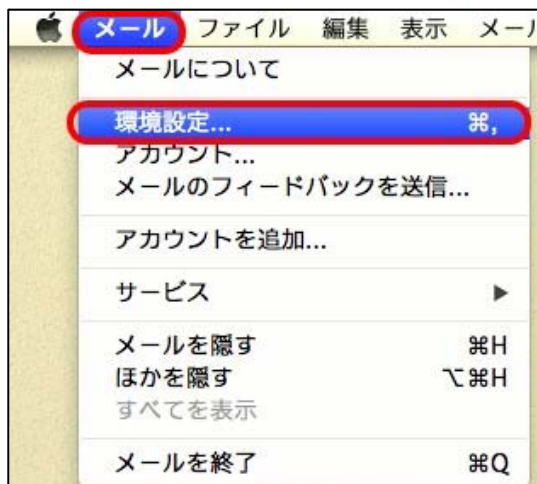 メール ファイル 編集 表示 メール
メールについて
環境設定... ⌘,
アカウント...
メールのフィードバックを送信...
アカウントを追加...
サービス ▶
メールを隠す ⌘H
ほかを隠す ⌥⌘H
すべてを表示
メールを終了 ⌘Q